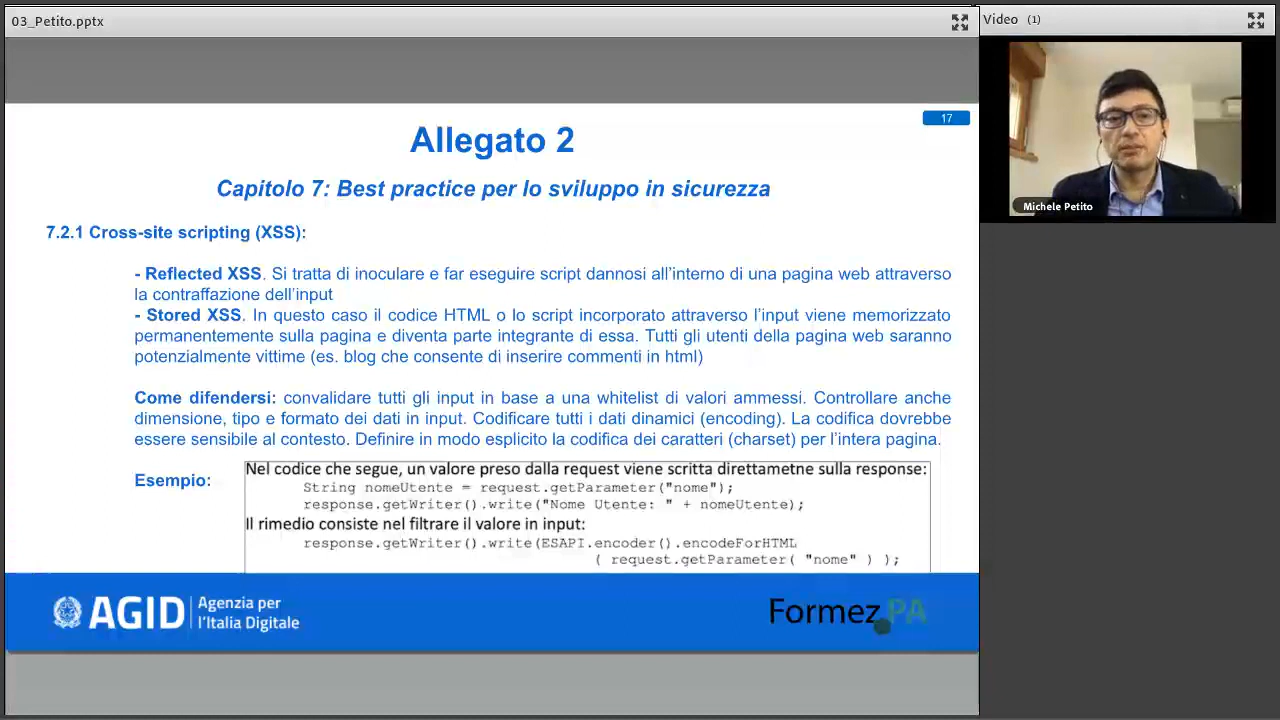 03_Petito.pptx
Video (1)
Michele Petito
17
Allegato 2
Capitolo 7: Best practice per lo sviluppo in sicurezza
7.2.1 Cross-site scripting (XSS):
- Reflected XSS. Si tratta di inoculare e far eseguire script dannosi all'interno di una pagina web attraverso
la contraffazione dell'input
- Stored XSS. In questo caso il codice HTML o lo script incorporato attraverso l'input viene memorizzato
permanentemente sulla pagina e diventa parte integrante di essa. Tutti gli utenti della pagina web saranno
potenzialmente vittime (es. blog che consente di inserire commenti in html)
Come difendersi: convalidare tutti gli input in base a una whitelist di valori ammessi. Controllare anche
dimensione, tipo e formato dei dati in input. Codificare tutti i dati dinamici (encoding). La codifica dovrebbe
essere sensibile al contesto. Definire in modo esplicito la codifica dei caratteri (charset) per l'intera pagina.
Esempio:
Nel codice che segue, un valore preso dalla request viene scritta direttametne sulla response:
String nomeUtente = request.getParameter("nome");
response.getWriter().write("Nome Utente: " + nomeUtente);
Il rimedio consiste nel filtrare il valore in input:
response.getWriter().write(ESAPI.encoder().encodeForHTML
( request.getParameter( "nome" ) );
AGID
Agenzia per
l'Italia Digitale
Formez PA